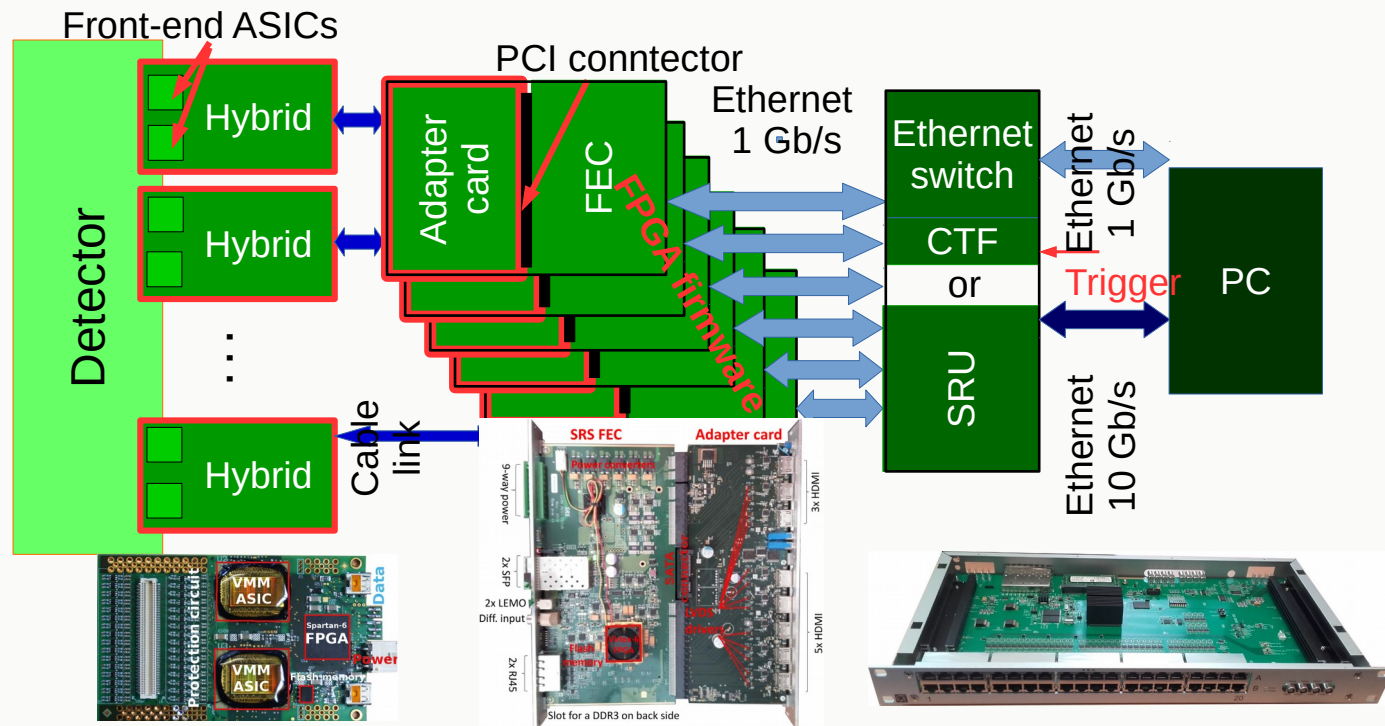 Front-end ASICs
PCI conntector
Detector
Hybrid
Hybrid
...
Hybrid
Cable
link
Adapter
card
FEC
FPGA firmware
Ethernet
1 Gb/s
Ethernet
switch
CTF
or
SRU
Ethernet
1 Gb/s
Trigger
Ethernet
10 Gb/s
PC
Protection circuit
VMM
ASIC
VMM
ASIC
Spartan-6
FPGA
Data
Power
Flash memory
SRS FEC
Adapter card
Power converters
9-way power
2x SFP
2x LEMO
Diff. input
2x RJ45
Flash
memory
SATA
LVDS
drivers
3x HDMI
5x HDMI
Slot for a DDR3 on back side
1
20
A
B